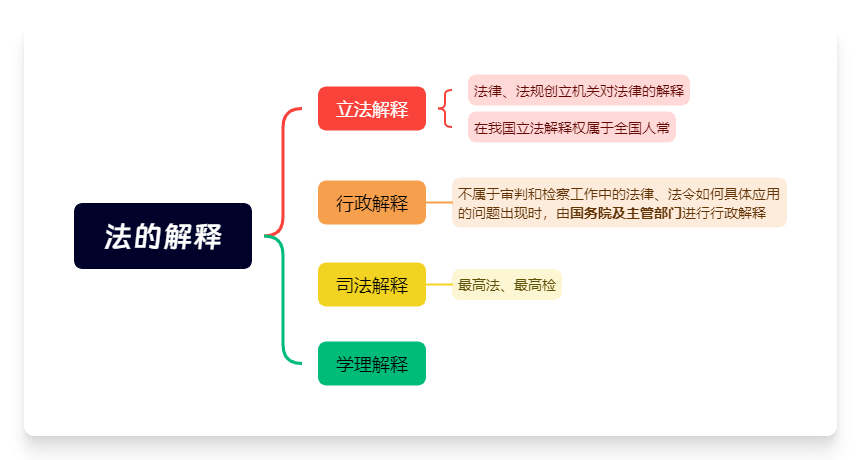 法的解释
立法解释
法律、法规创立机关对法律的解释
在我国立法解释权属于全国人常
行政解释
不属于审判和检察工作中的法律、法令如何具体应用
的问题出现时，由国务院及主管部门进行行政解释
司法解释
最高法、最高检
学理解释